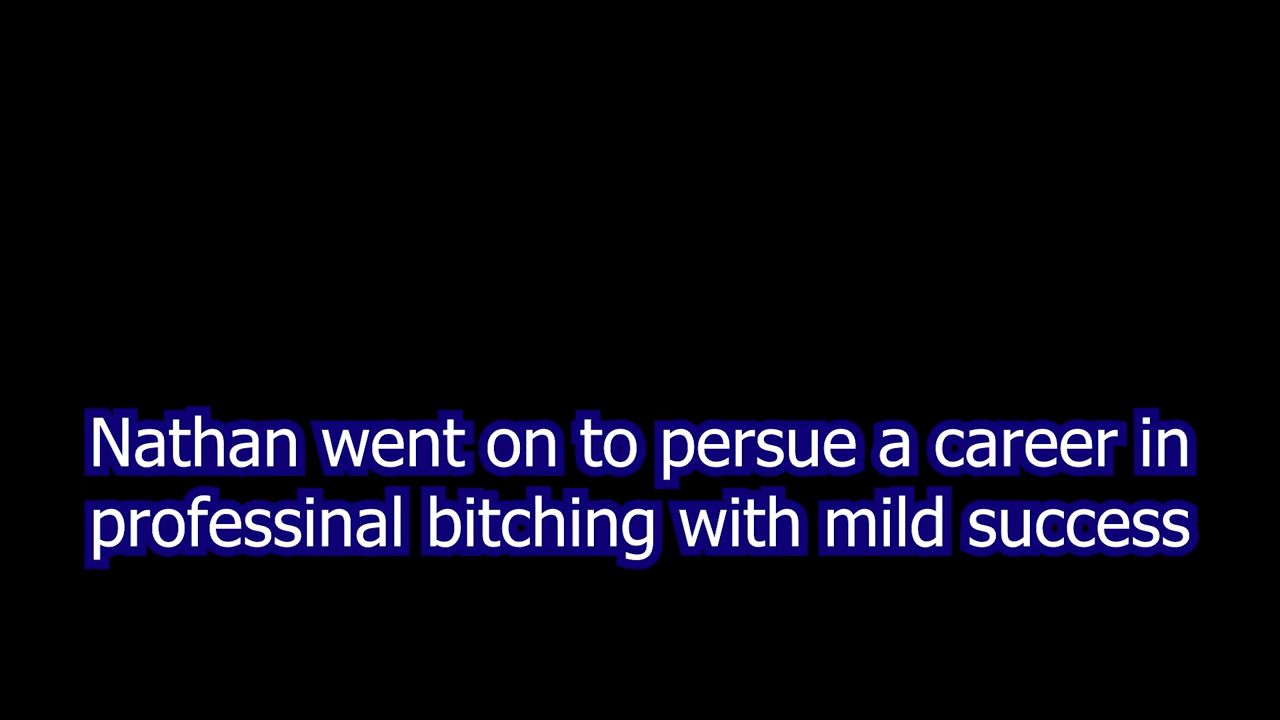 Nathan went on to persue a career in
professinal bitching with mild success